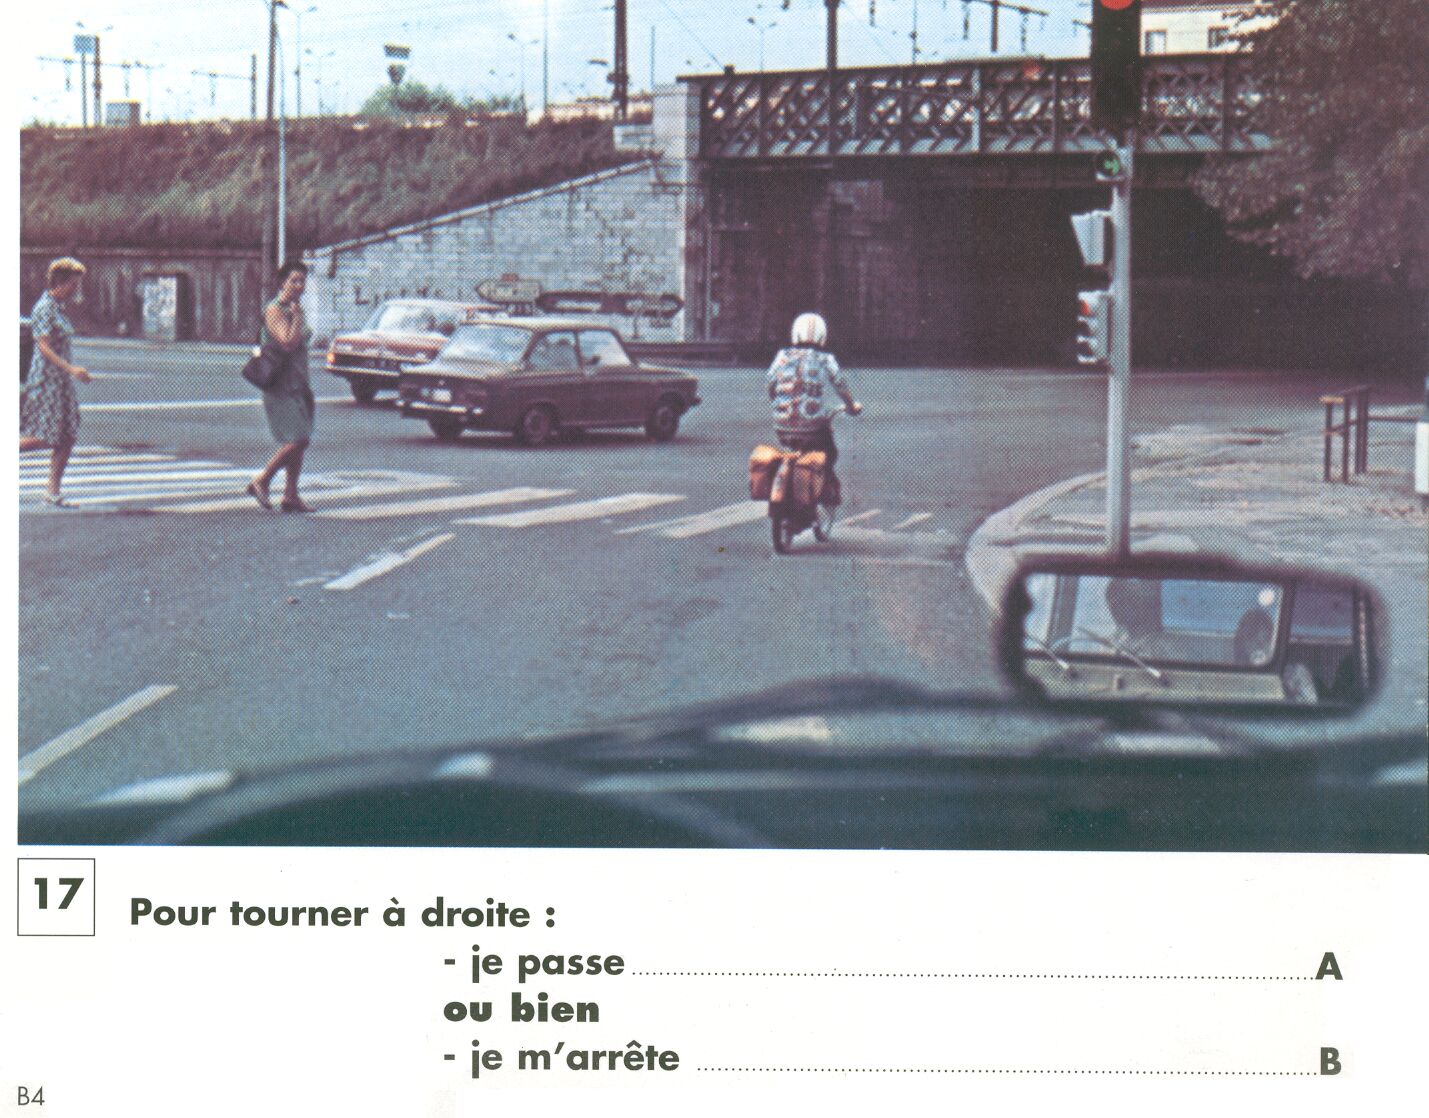 17
Pour tourner à droite :
- je passe A
ou bien
- je m'arrête B
B4